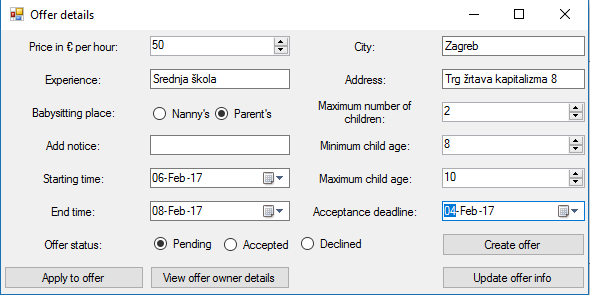 Offer details
Price in € per hour: 50 City: Zagreb
Experience: Srednja škola Address: Trg žrtava kapitalizma 8
Babysitting place: Nanny's Parent's Maximum number of children: 2
Add notice: Minimum child age: 8
Starting time: 06-Feb-17 Maximum child age: 10
End time: 08-Feb-17 Acceptance deadline: 04-Feb-17
Offer status: Pending Accepted Declined Create offer
Apply to offer View offer owner details Update offer info